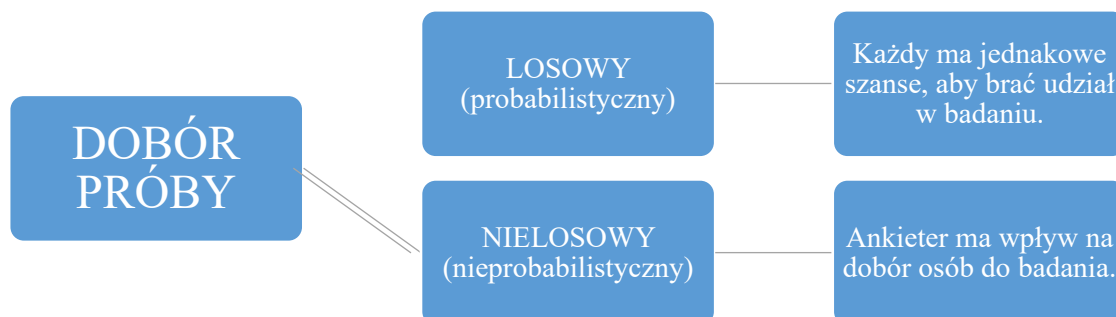 DOBÓR
PRÓBY
LOSOWY
(probabilistyczny)
Każdy ma jednakowe
szanse, aby brać udział
w badaniu.
NIELOSOWY
(nieprobabilistyczny)
Ankieter ma wpływ na
dobór osób do badania.